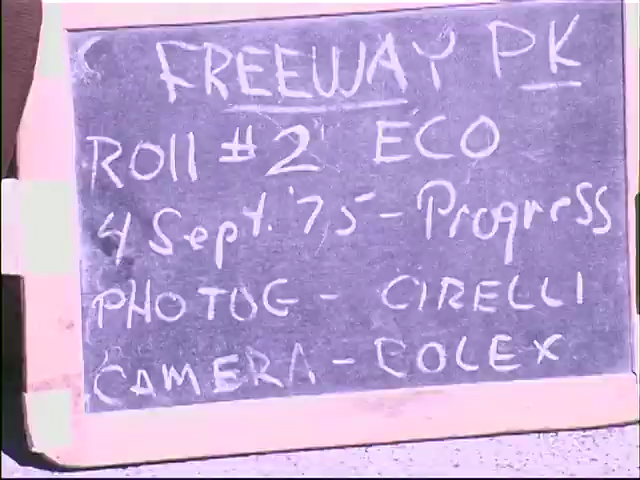 FREEWAY PK
ROLL #2 ECO
4 Sept. '75 - Progress
PHOTOG - CIRELLI
CAMERA - BOLEX